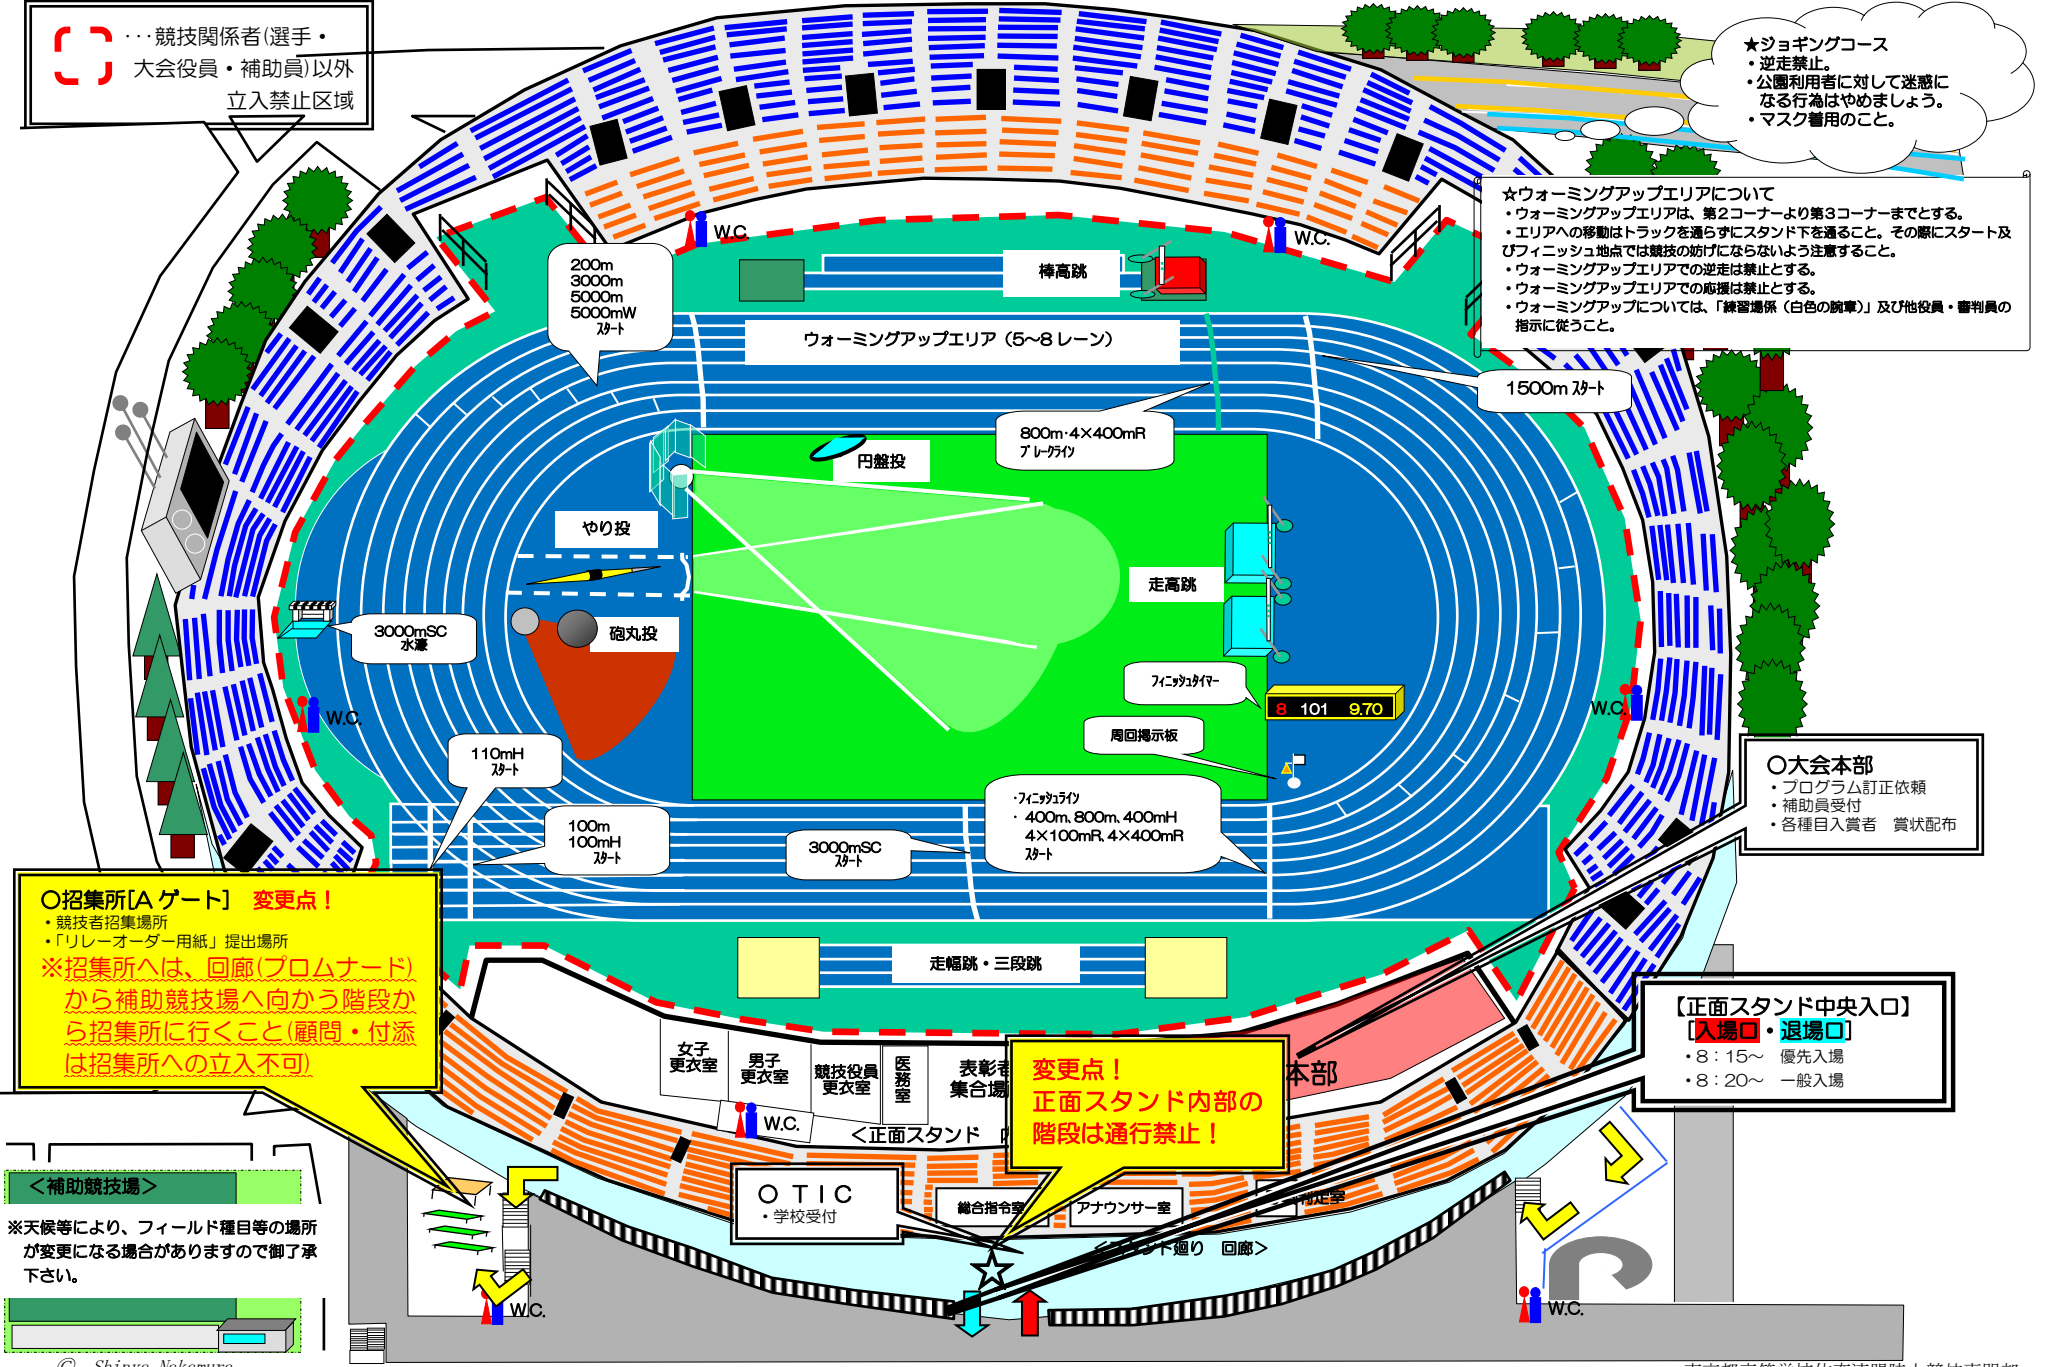 ･･･競技関係者(選手・
大会役員・補助員)以外
立入禁止区域
★ジョギングコース
・逆走禁止。
・公園利用者に対して迷惑に
なる行為はやめましょう。
・マスク着用のこと。
☆ウォーミングアップエリアについて
・ウォーミングアップエリアは、第２コーナーより第３コーナーまでとする。
・エリアへの移動はトラックを通らずにスタンド下を通ること。その際にスタート及
びフィニッシュ地点では競技の妨げにならないよう注意すること。
・ウォーミングアップエリアでの逆走は禁止とする。
・ウォーミングアップエリアでの応援は禁止とする。
・ウォーミングアップについては、「練習場係（白色の腕章）」及び他役員・審判員の
指示に従うこと。
W.C.
W.C.
200m
3000m
5000m
5000mW
ｽﾀｰﾄ
棒高跳
ウォーミングアップエリア（5～8 レーン）
1500m ｽﾀｰﾄ
800m･4×400mR
ﾌﾞﾚｰｸﾗｲﾝ
円盤投
やり投
走高跳
3000mSC
水濠
砲丸投
ﾌｨﾆｯｼｭﾀｲﾏｰ
8 101 9.70
W.C.
W.C.
周回掲示板
110mH
ｽﾀｰﾄ
〇大会本部
・プログラム訂正依頼
・補助員受付
・各種目入賞者　賞状配布
･ﾌｨﾆｯｼｭﾗｲﾝ
・400m､800m､400mH
4×100mR､4×400mR
ｽﾀｰﾄ
100m
100mH
ｽﾀｰﾄ
3000mSC
ｽﾀｰﾄ
〇招集所[A ゲート]　変更点！
・競技者招集場所
・「リレーオーダー用紙」提出場所
※招集所へは、回廊(プロムナード)
から補助競技場へ向かう階段か
ら招集所に行くこと(顧問・付添
は招集所への立入不可)
走幅跳・三段跳
【正面スタンド中央入口】
[入場口・退場口]
・8：15～　優先入場
・8：20～　一般入場
女子
更衣室
男子
更衣室
競技役員
更衣室
医務室
表彰者
集合場
本部
変更点！
正面スタンド内部の
階段は通行禁止！
W.C.
＜正面スタンド
〇 ＴＩＣ
・学校受付
総合指令室
アナウンサー室
判定室
スタンド廻り　回廊＞
＜補助競技場＞
※天候等により、フィールド種目等の場所
が変更になる場合がありますので御了承
下さい。
W.C.
W.C.
© Shinya Nakamura